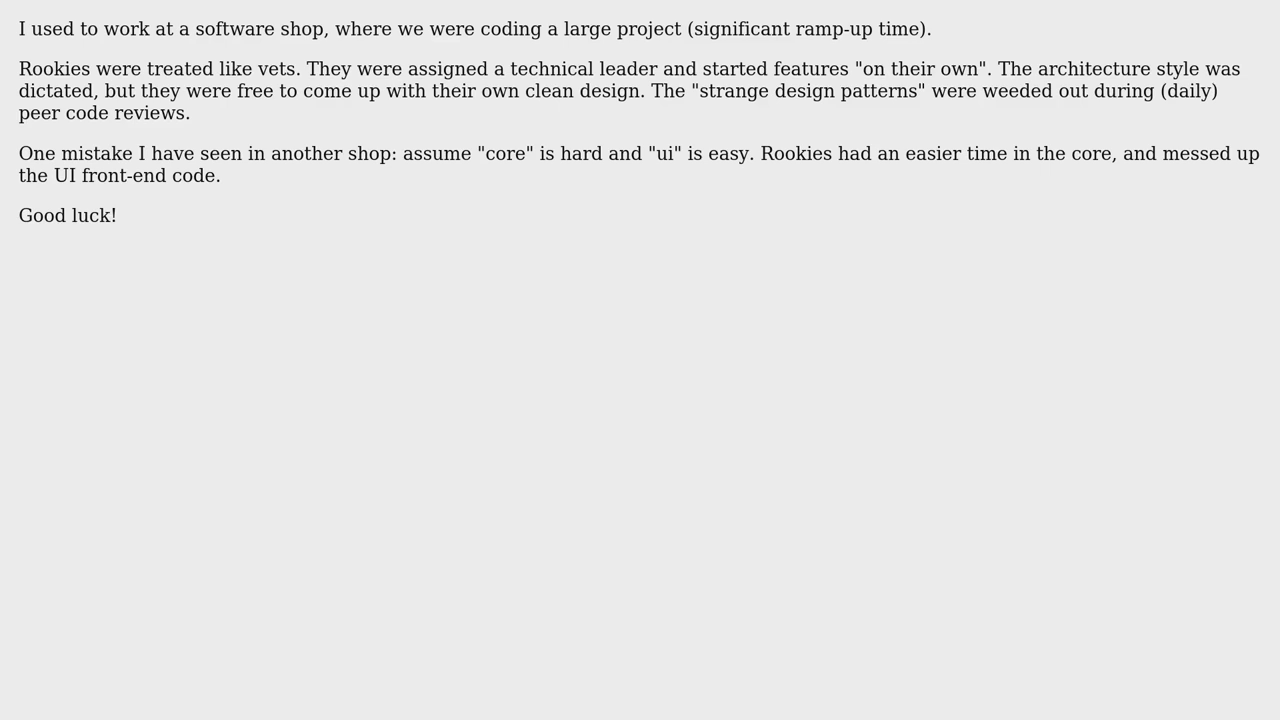 I used to work at a software shop, where we were coding a large project (significant ramp-up time).
Rookies were treated like vets. They were assigned a technical leader and started features "on their own". The architecture style was
dictated, but they were free to come up with their own clean design. The "strange design patterns" were weeded out during (daily)
peer code reviews.
One mistake I have seen in another shop: assume "core" is hard and "ui" is easy. Rookies had an easier time in the core, and messed up
the UI front-end code.
Good luck!